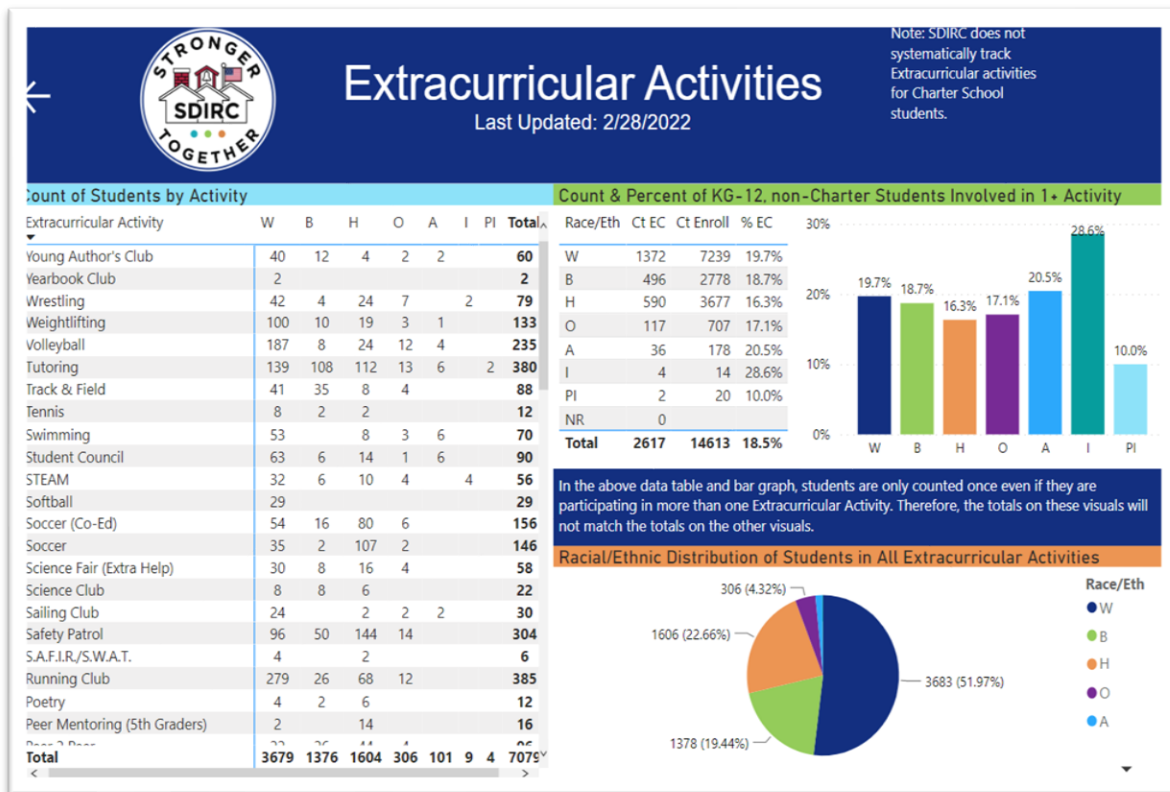 STRONGER
SDIRC
TOGETHER
Extracurricular Activities
Last Updated: 2/28/2022
Note: SDIRC does not
systematically track
Extracurricular activities
for Charter School
students.
Count of Students by Activity
Extracurricular Activity W B H O A I PI Total
Young Author's Club 40 12 4 2 2 60
Yearbook Club 2 2
Wrestling 42 4 24 7 2 79
Weightlifting 100 10 19 3 1 133
Volleyball 187 8 24 12 4 235
Tutoring 139 108 112 13 6 2 380
Track & Field 41 35 8 4 88
Tennis 8 2 2 12
Swimming 53 8 3 6 70
Student Council 63 6 14 1 6 90
STEAM 32 6 10 4 4 56
Softball 29 29
Soccer (Co-Ed) 54 16 80 6 156
Soccer 35 2 107 2 146
Science Fair (Extra Help) 30 8 16 4 58
Science Club 8 8 6 22
Sailing Club 24 2 2 2 30
Safety Patrol 96 50 144 14 304
S.A.F.I.R./S.W.A.T. 4 2 6
Running Club 279 26 68 12 385
Poetry 4 2 6 12
Peer Mentoring (5th Graders) 2 14 16
Total 3679 1376 1604 306 101 9 4 7079
Count & Percent of KG-12, non-Charter Students Involved in 1+ Activity
Race/Eth Ct EC Ct Enroll % EC
W 1372 7239 19.7%
B 496 2778 18.7%
H 590 3677 16.3%
O 117 707 17.1%
A 36 178 20.5%
I 4 14 28.6%
PI 2 20 10.0%
NR 0
Total 2617 14613 18.5%
30%
20%
10%
0%
19.7% 18.7% 16.3% 17.1% 20.5% 28.6% 10.0%
W B H O A I PI
In the above data table and bar graph, students are only counted once even if they are
participating in more than one Extracurricular Activity. Therefore, the totals on these visuals will
not match the totals on the other visuals.
Racial/Ethnic Distribution of Students in All Extracurricular Activities
306 (4.32%)
1606 (22.66%)
3683 (51.97%)
1378 (19.44%)
Race/Eth
W
B
H
O
A